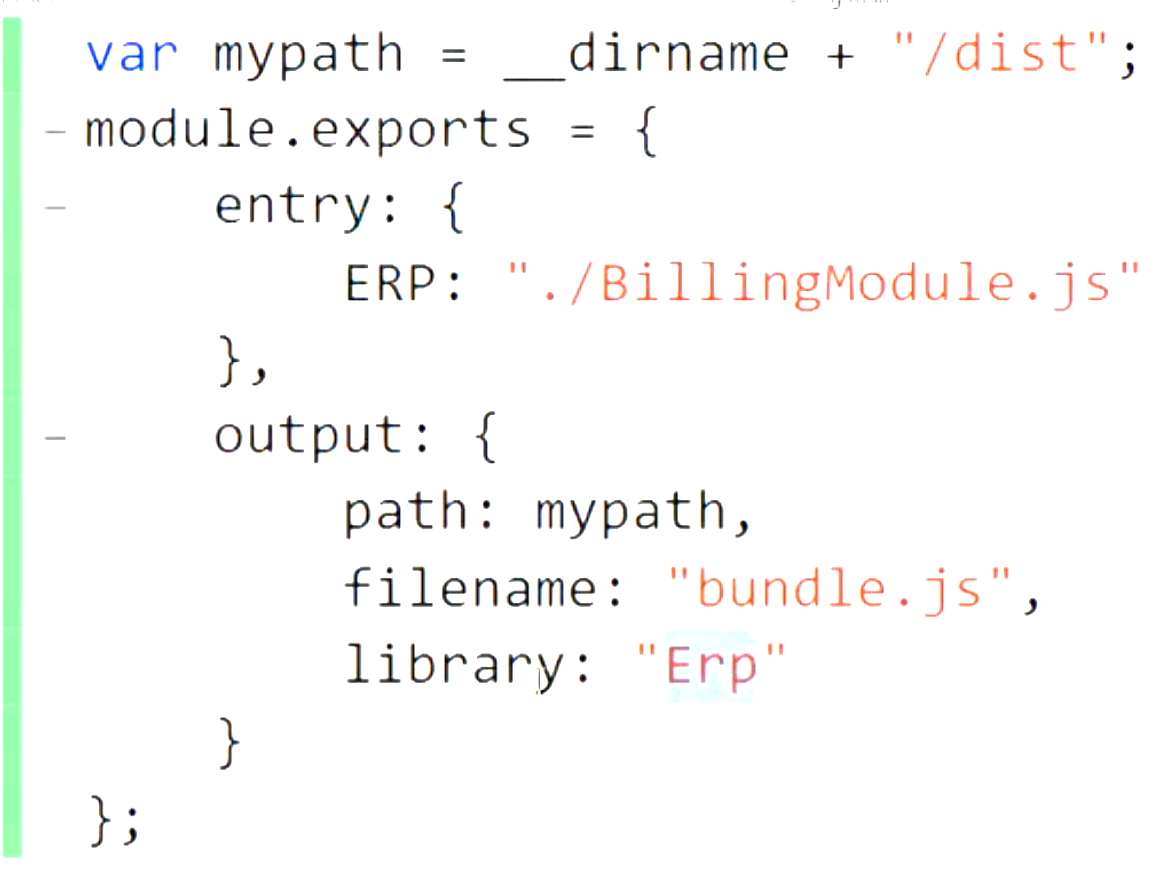 var mypath = __dirname + "/dist";
module.exports = {
    entry: {
        ERP: "./BillingModule.js"
    },
    output: {
        path: mypath,
        filename: "bundle.js",
        library: "Erp"
    }
};